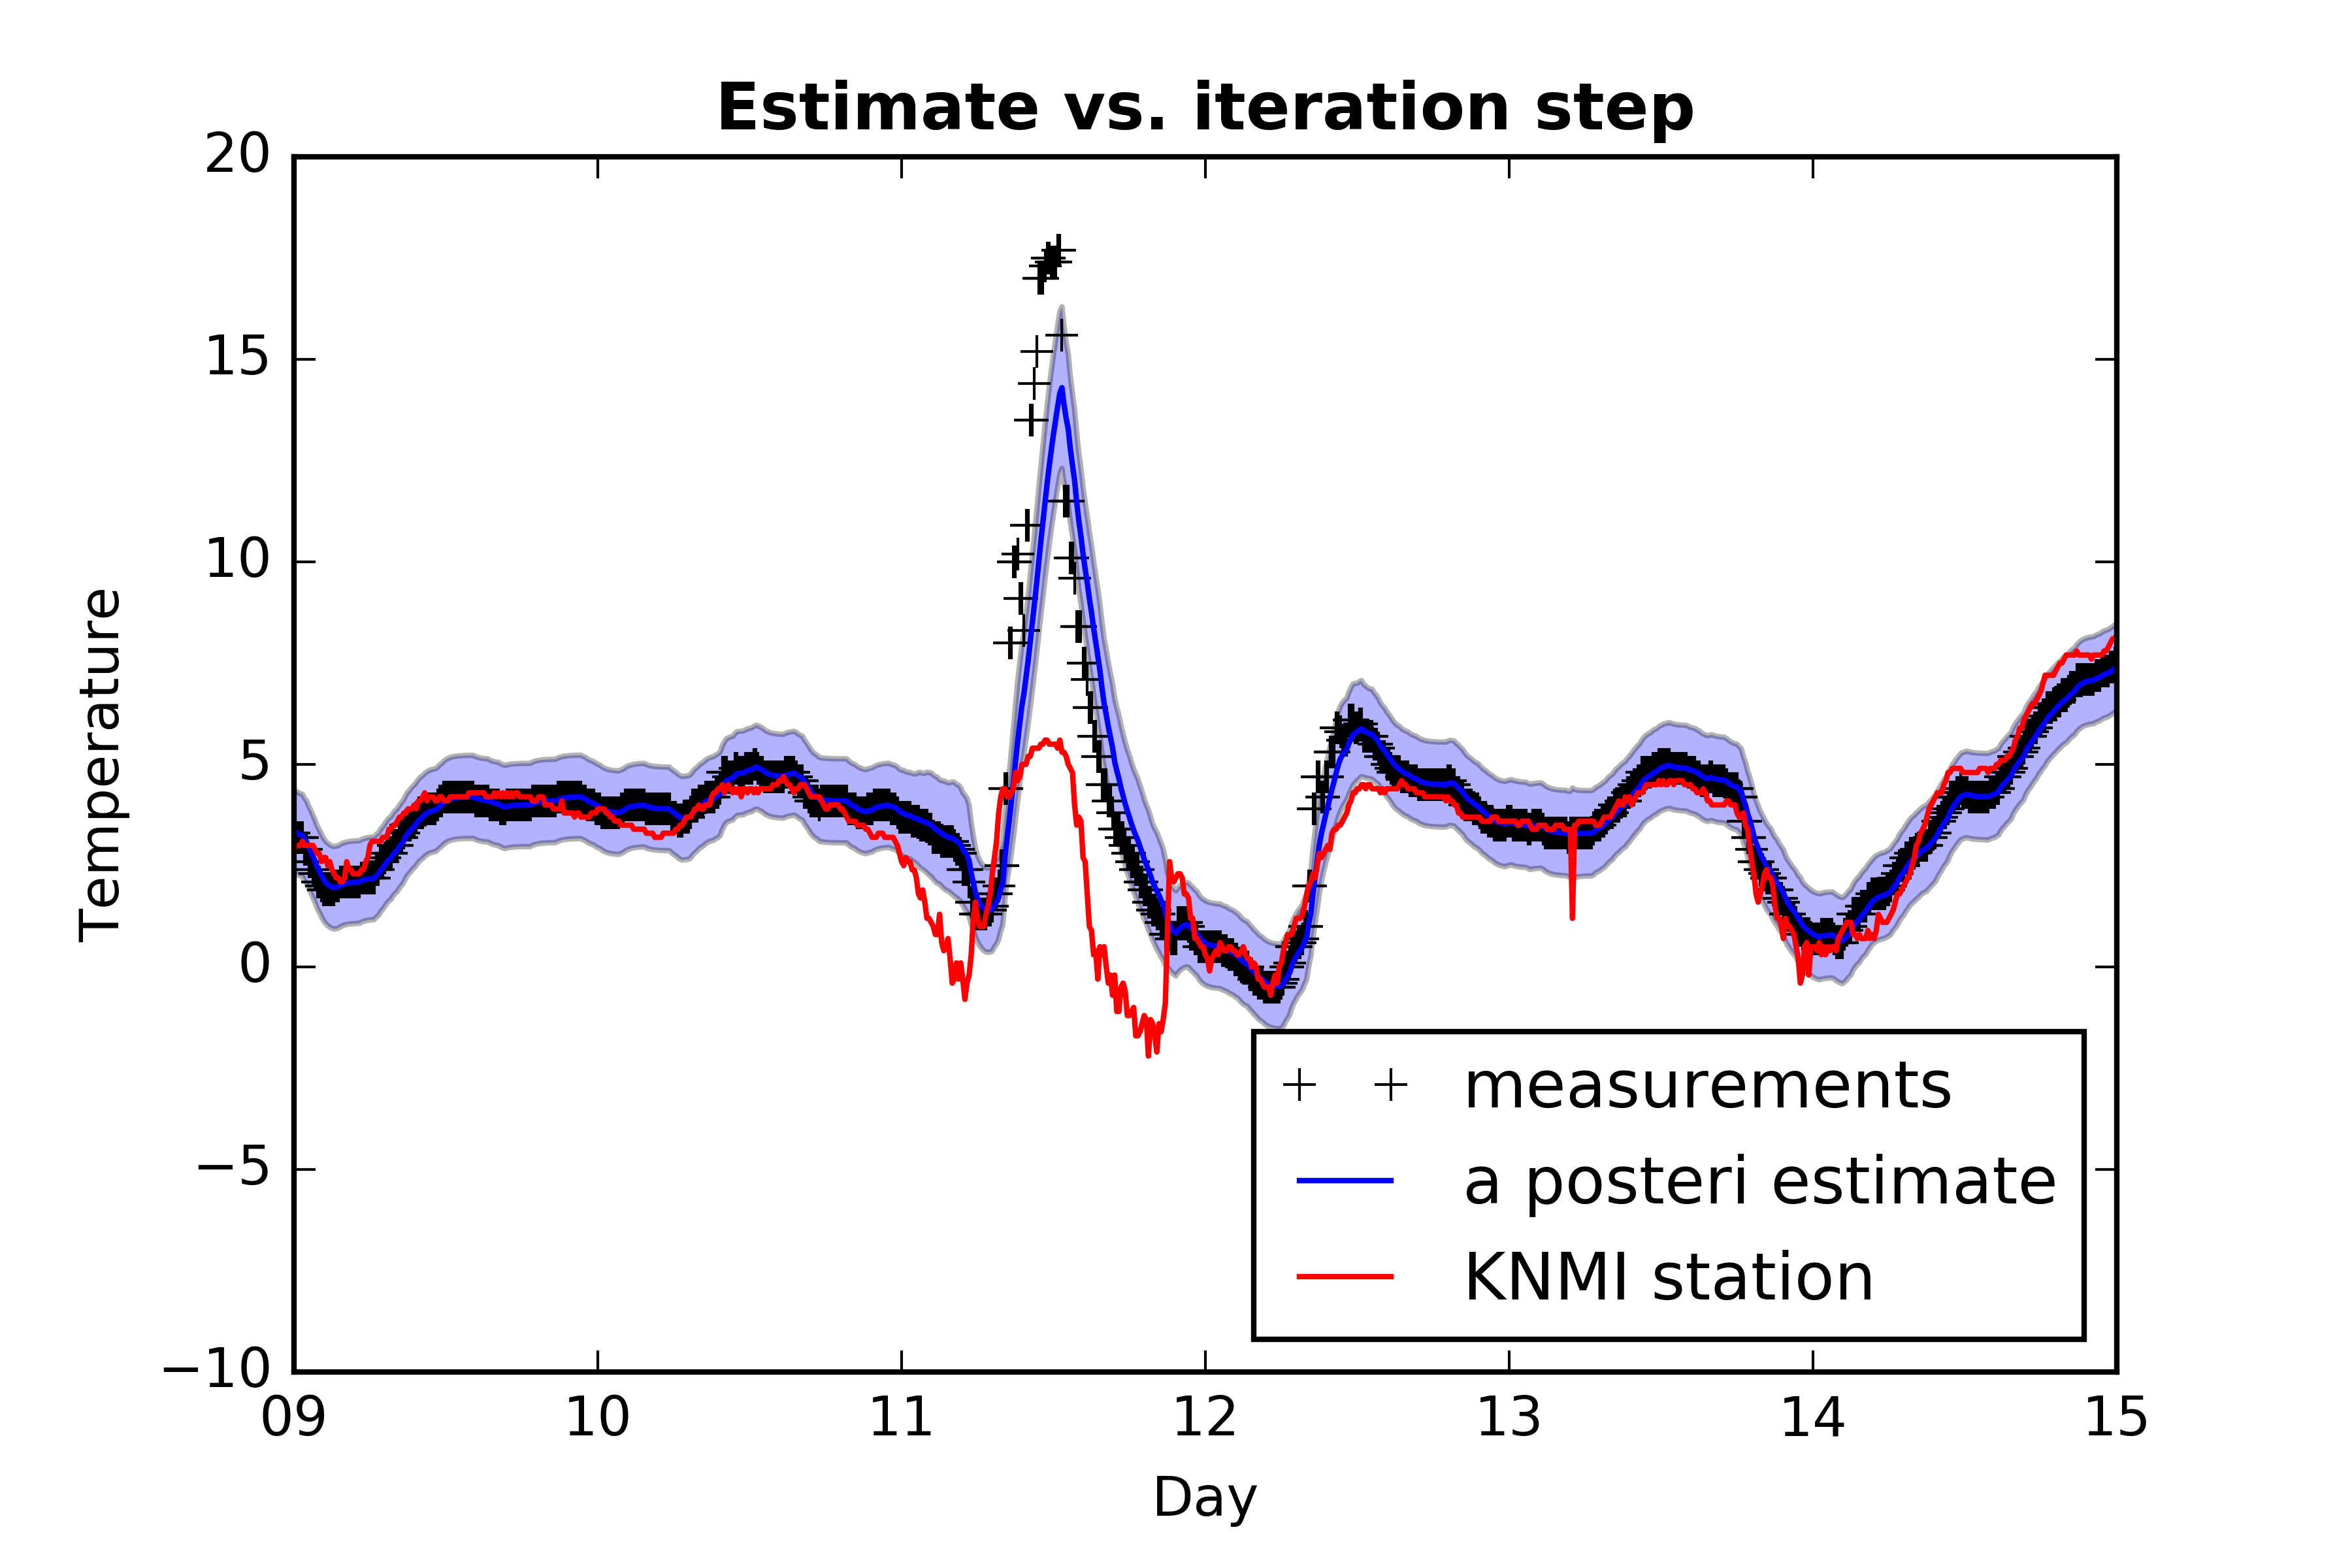 Estimate vs. iteration step
20
15
10
5
0
−5
−10
Temperature
measurements
a posteri estimate
KNMI station
09 10 11 12 13 14 15
Day